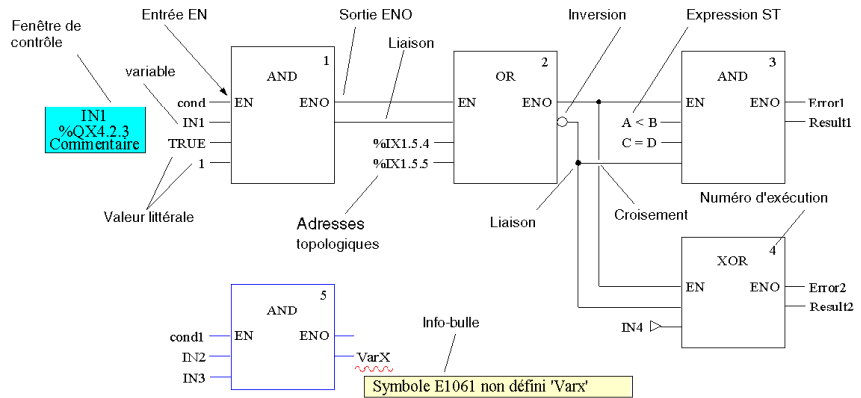 Fenêtre de
contrôle
Entrée EN
Sortie ENO
Inversion
Expression ST
variable
Liaison
IN1
%QX4.2.3
Commentaire
1
AND
cond
EN
ENO
IN1
TRUE
1
Valeur littérale
2
OR
EN
ENO
%IX1.5.4
%IX1.5.5
Adresses
topologiques
3
AND
EN
ENO
A < B
C = D
Error1
Result1
Liaison
Croisement
Numéro d'exécution
4
XOR
EN
ENO
IN4
Error2
Result2
5
AND
cond1
EN
ENO
IN2
IN3
VarX
Info-bulle
Symbole E1061 non défini 'Varx'